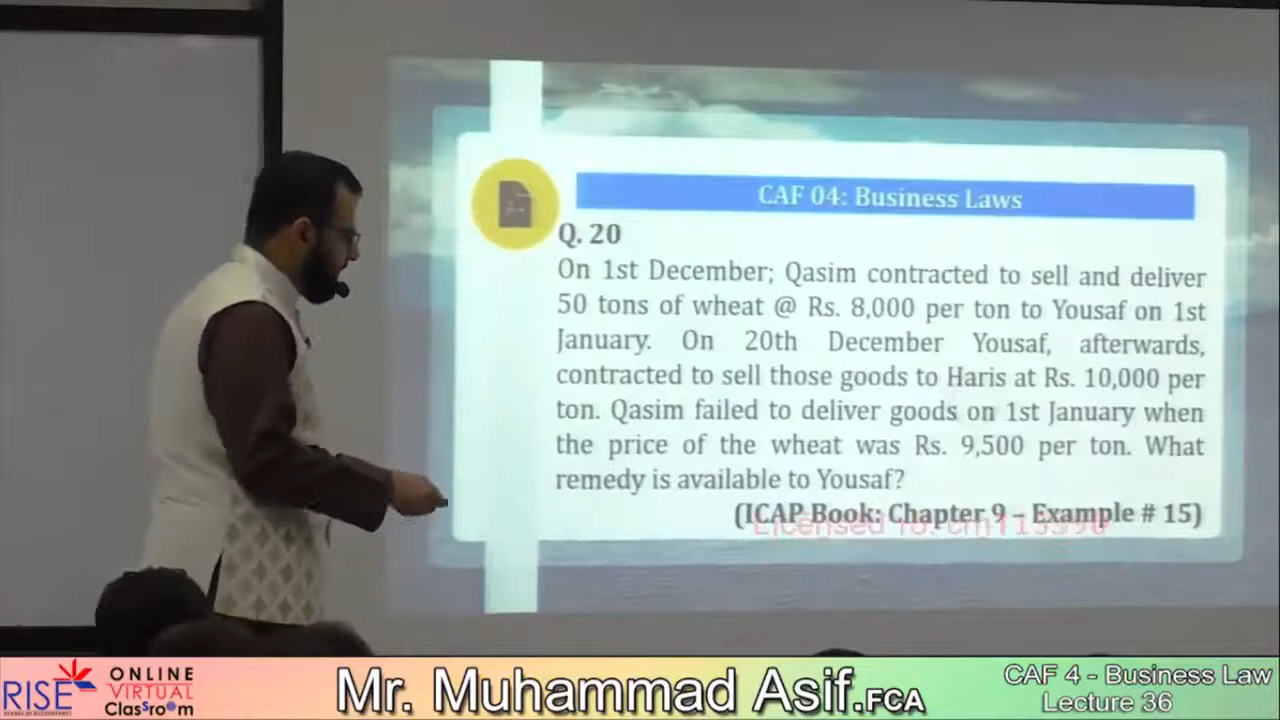 CAF 04: Business Laws
Q. 20
On 1st December; Qasim contracted to sell and deliver
50 tons of wheat @ Rs. 8,000 per ton to Yousaf on 1st
January. On 20th December Yousaf, afterwards,
contracted to sell those goods to Haris at Rs. 10,000 per
ton. Qasim failed to deliver goods on 1st January when
the price of the wheat was Rs. 9,500 per ton. What
remedy is available to Yousaf?
(ICAP Book: Chapter 9 – Example # 15)
Licensed to:
RISE
ONLINE
VIRTUAL
Classroom
Mr. Muhammad Asif.FCA
CAF 4 - Business Law
Lecture 36